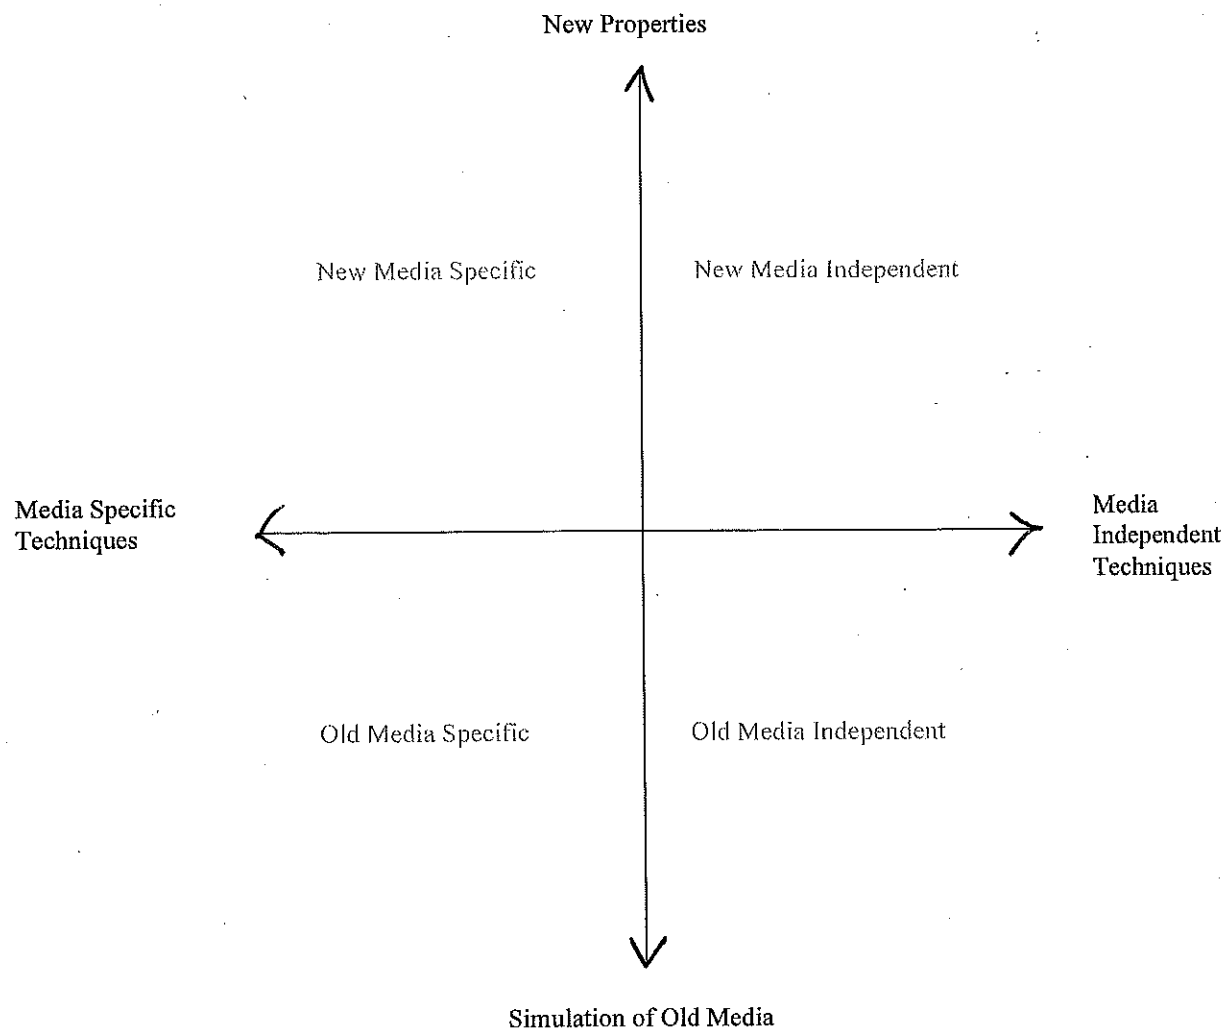 New Properties
New Media Specific
New Media Independent
Media Specific
Techniques
Media
Independent
Techniques
Old Media Specific
Old Media Independent
Simulation of Old Media